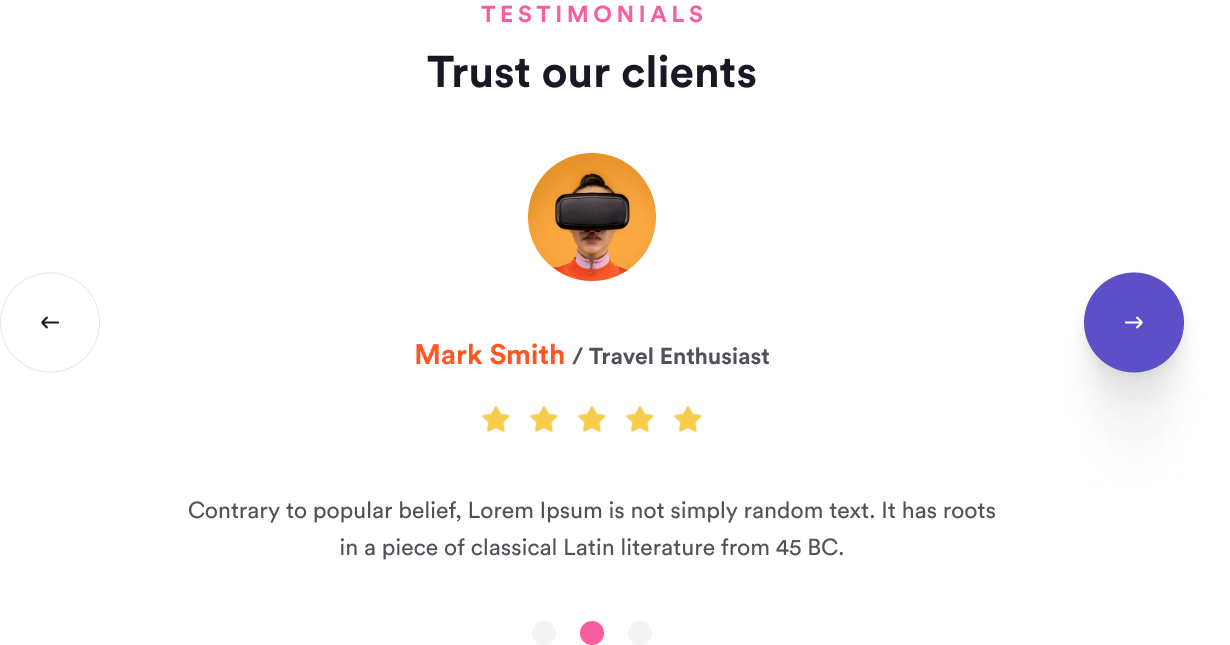 TESTIMONIALS
Trust our clients
Mark Smith / Travel Enthusiast
Contrary to popular belief, Lorem Ipsum is not simply random text. It has roots
in a piece of classical Latin literature from 45 BC.